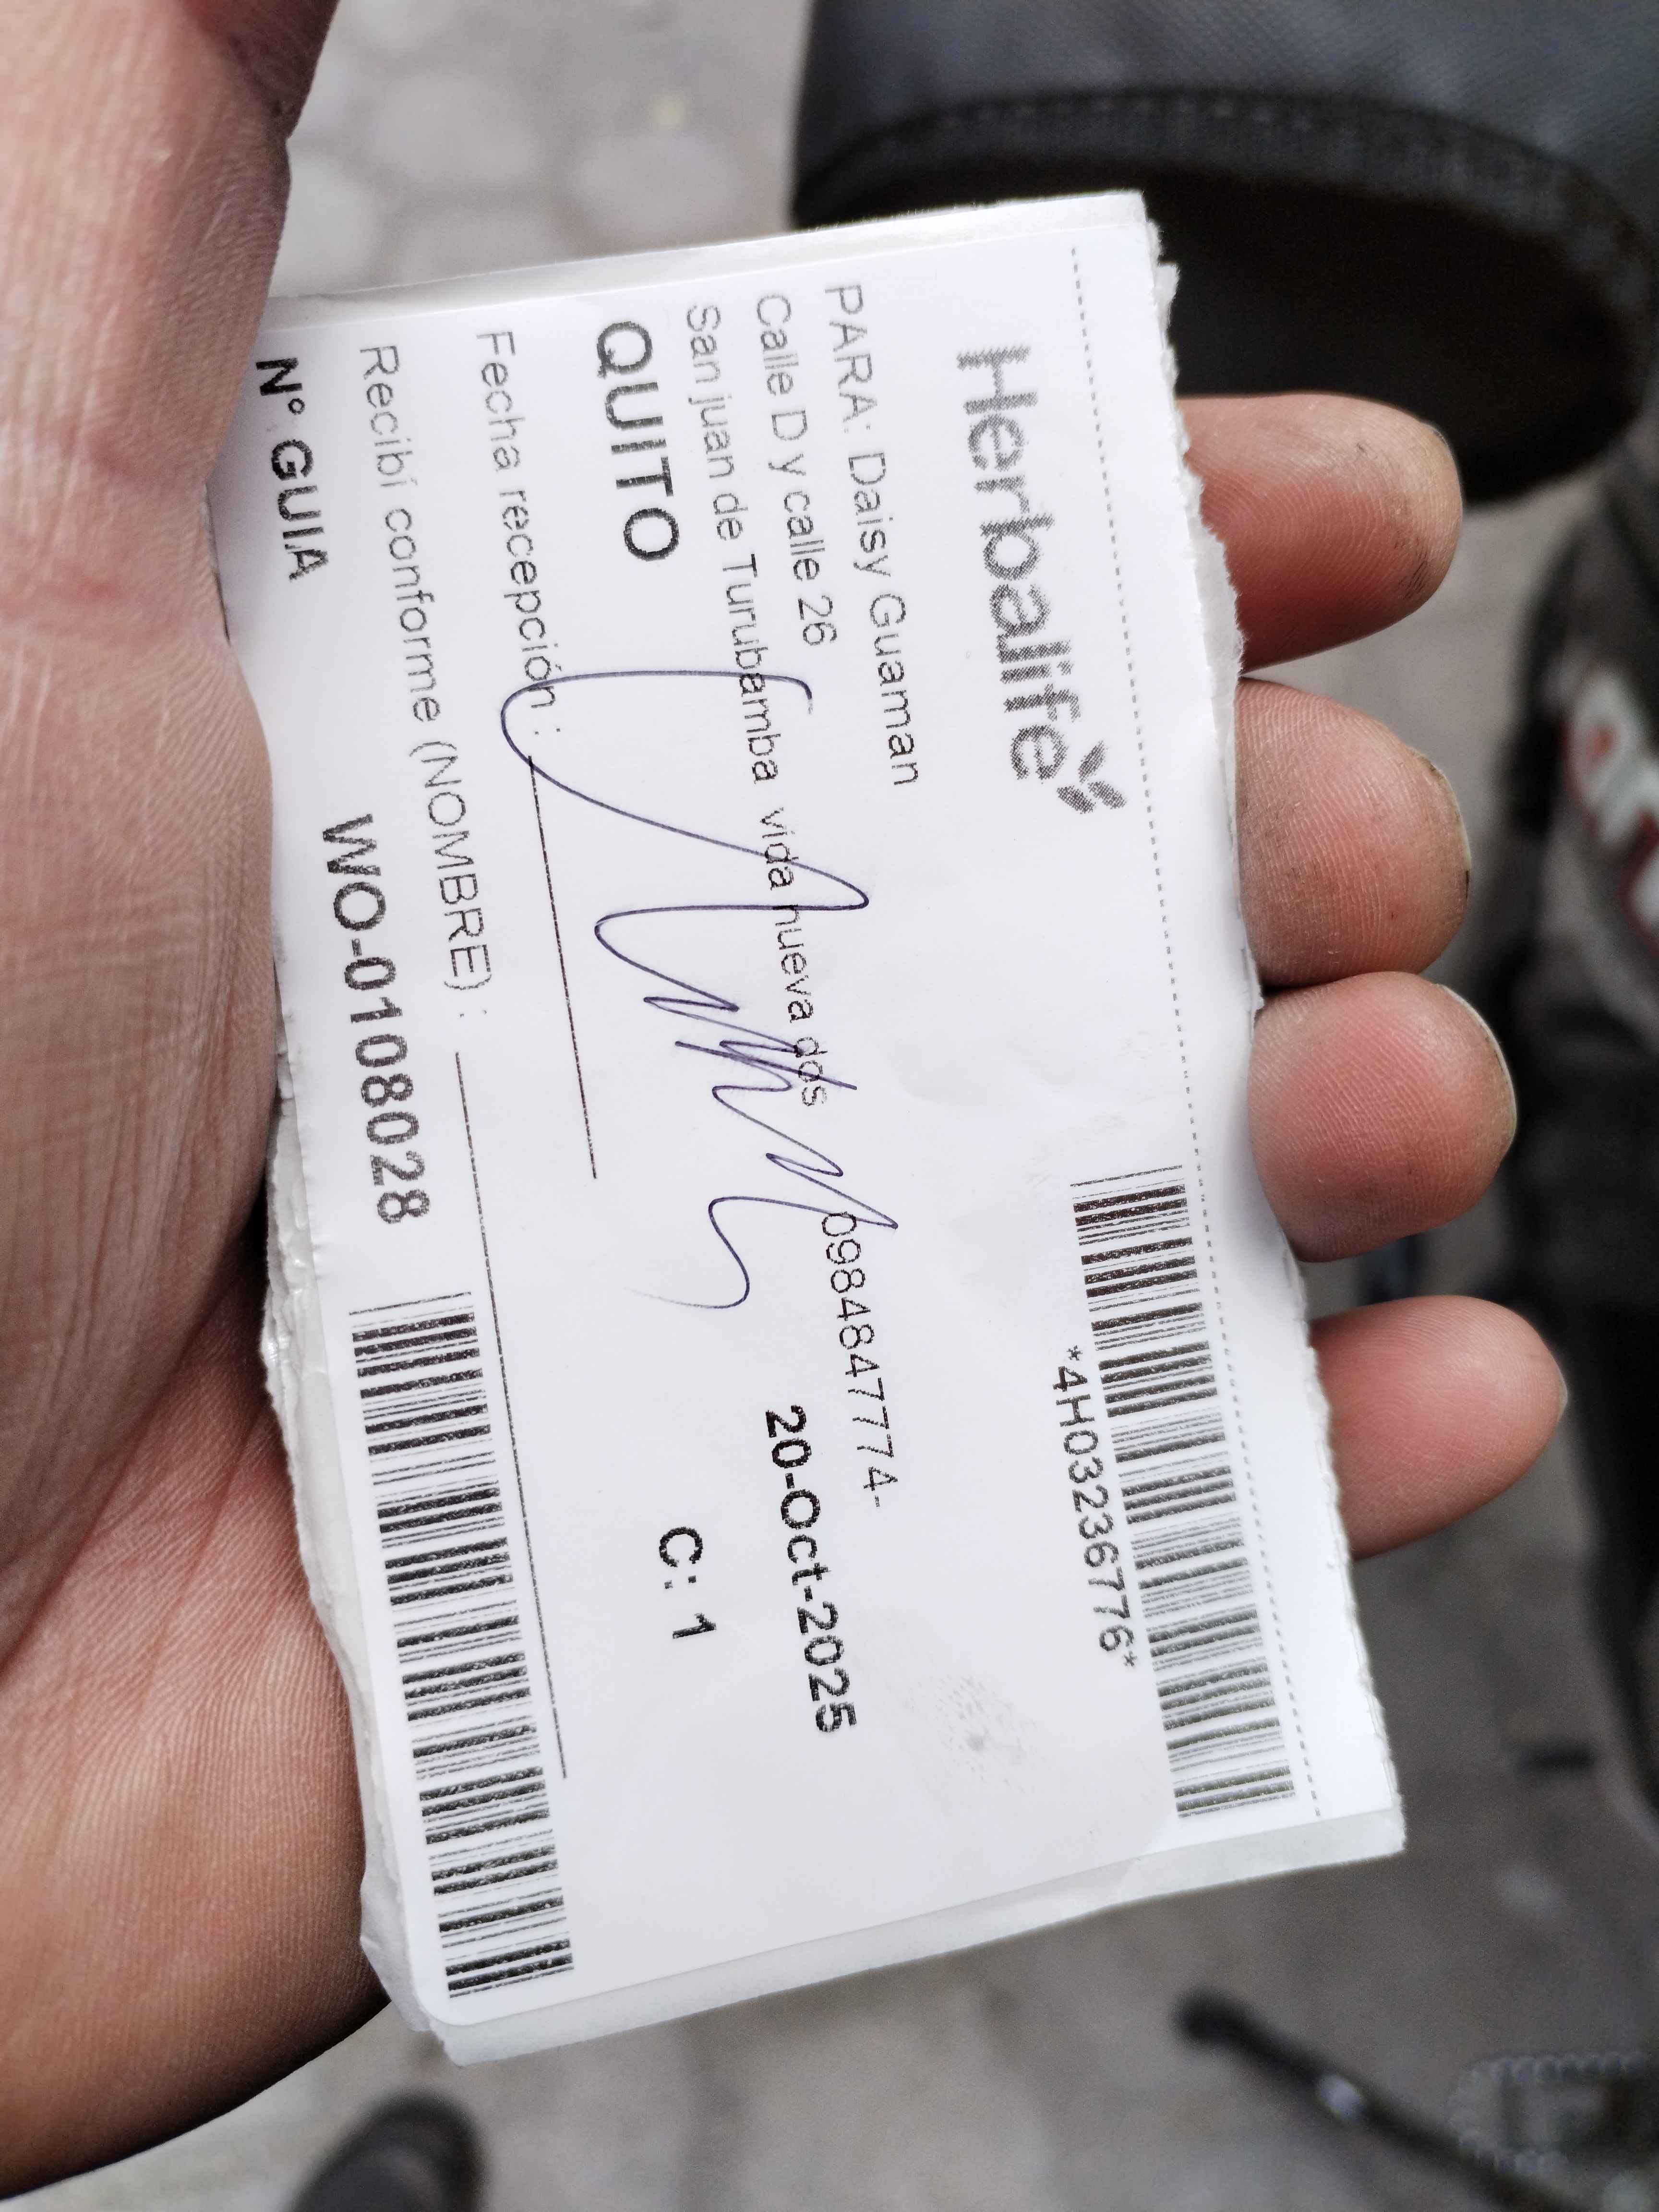 Herbalife
*4H03236776*
PARA: Daisy Guaman
Calle D y calle 26
0984847774-
San juan de Turubamba vida nueva dos
20-Oct-2025
QUITO
C: 1
Fecha recepción :
Recibí conforme (NOMBRE) :
N° GUIA WO-0108028